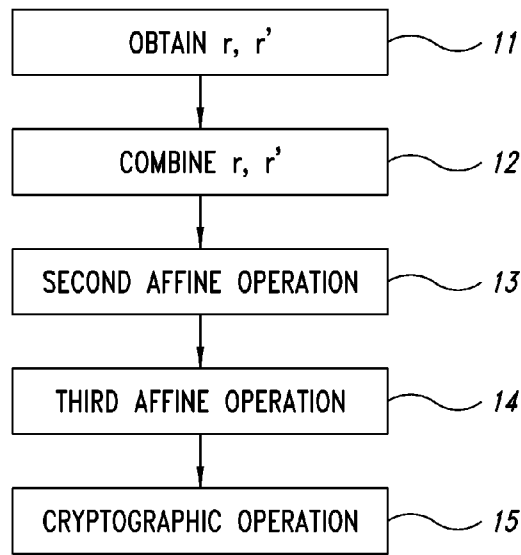 OBTAIN r, r' 11
COMBINE r, r' 12
SECOND AFFINE OPERATION 13
THIRD AFFINE OPERATION 14
CRYPTOGRAPHIC OPERATION 15